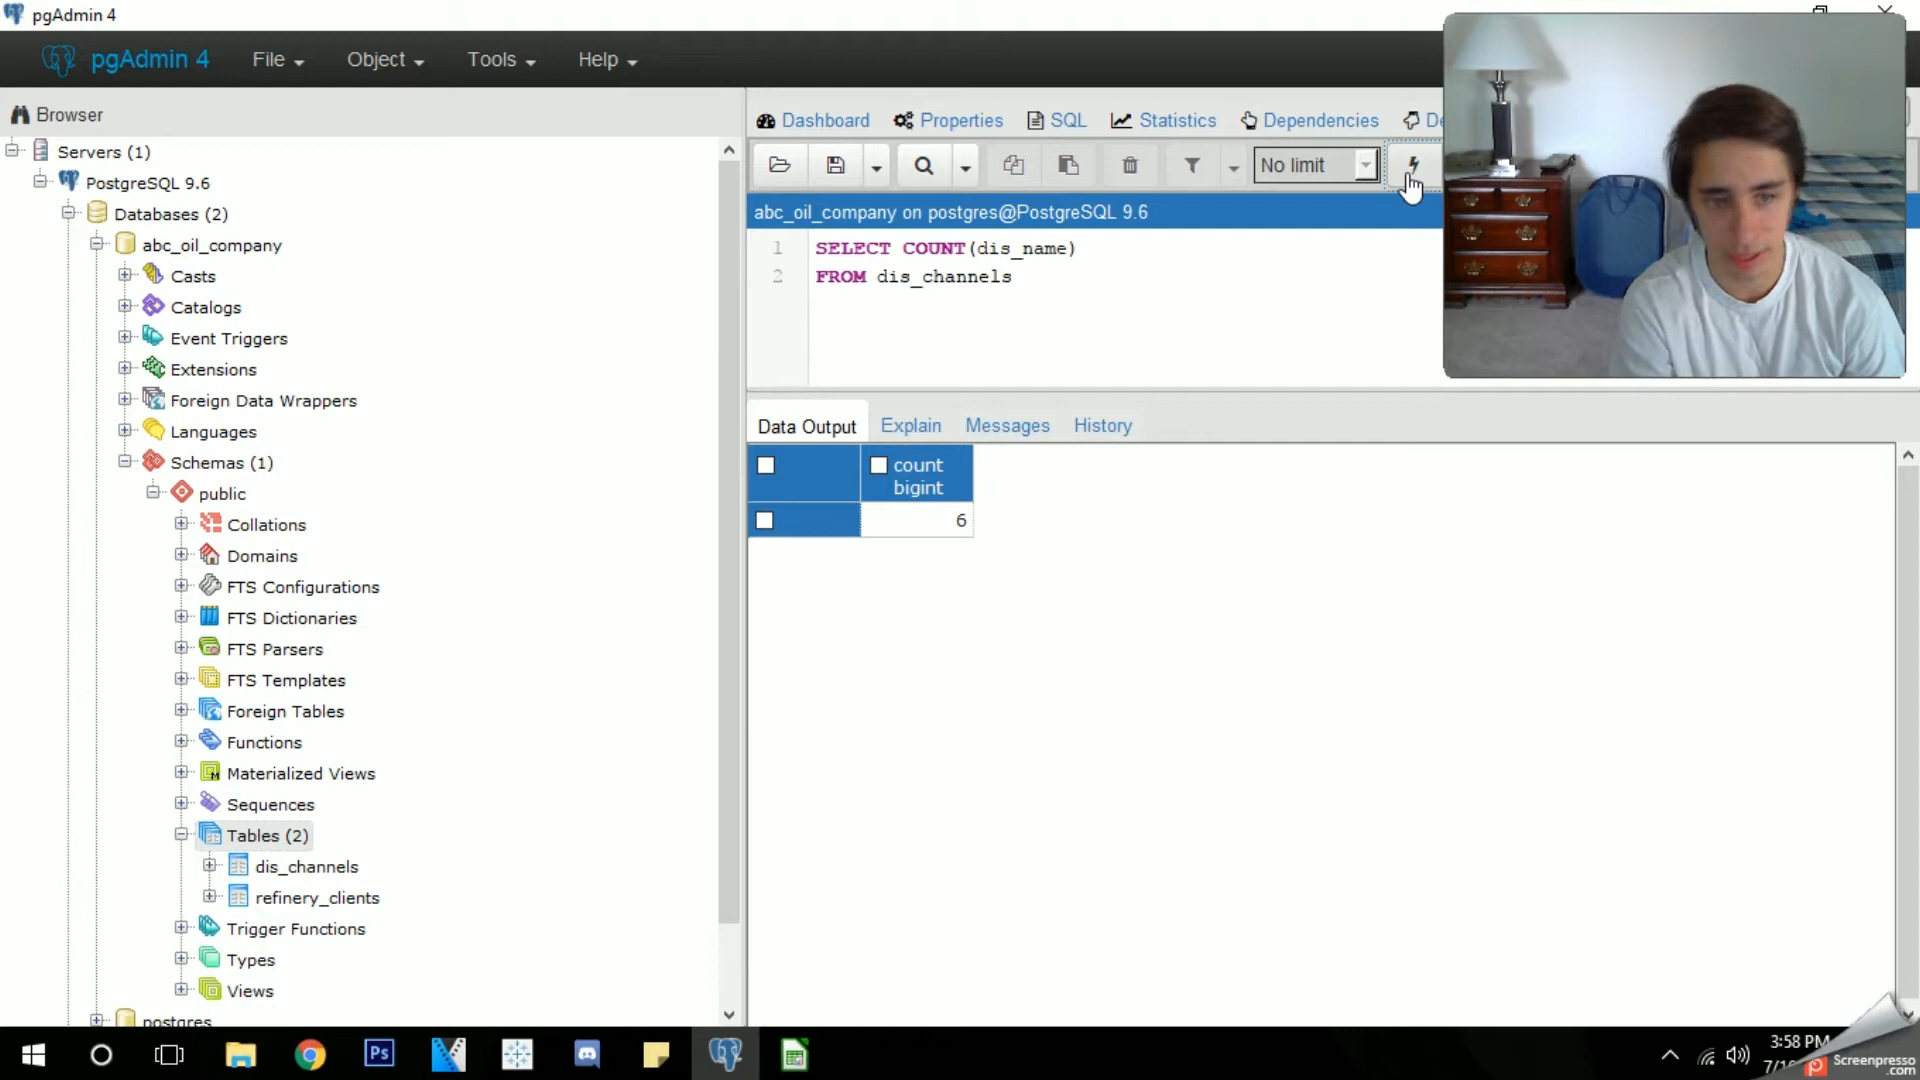 pgAdmin 4
pgAdmin 4 File Object Tools Help
Browser
Servers (1)
PostgreSQL 9.6
Databases (2)
abc_oil_company
Casts
Catalogs
Event Triggers
Extensions
Foreign Data Wrappers
Languages
Schemas (1)
public
Collations
Domains
FTS Configurations
FTS Dictionaries
FTS Parsers
FTS Templates
Foreign Tables
Functions
Materialized Views
Sequences
Tables (2)
dis_channels
refinery_clients
Trigger Functions
Types
Views
postgres
Dashboard Properties SQL Statistics Dependencies De
No limit
abc_oil_company on postgres@PostgreSQL 9.6
1 SELECT COUNT(dis_name)
2 FROM dis_channels
Data Output Explain Messages History
count
bigint
6
Ps
3:58 PM
Screenpresso
.com